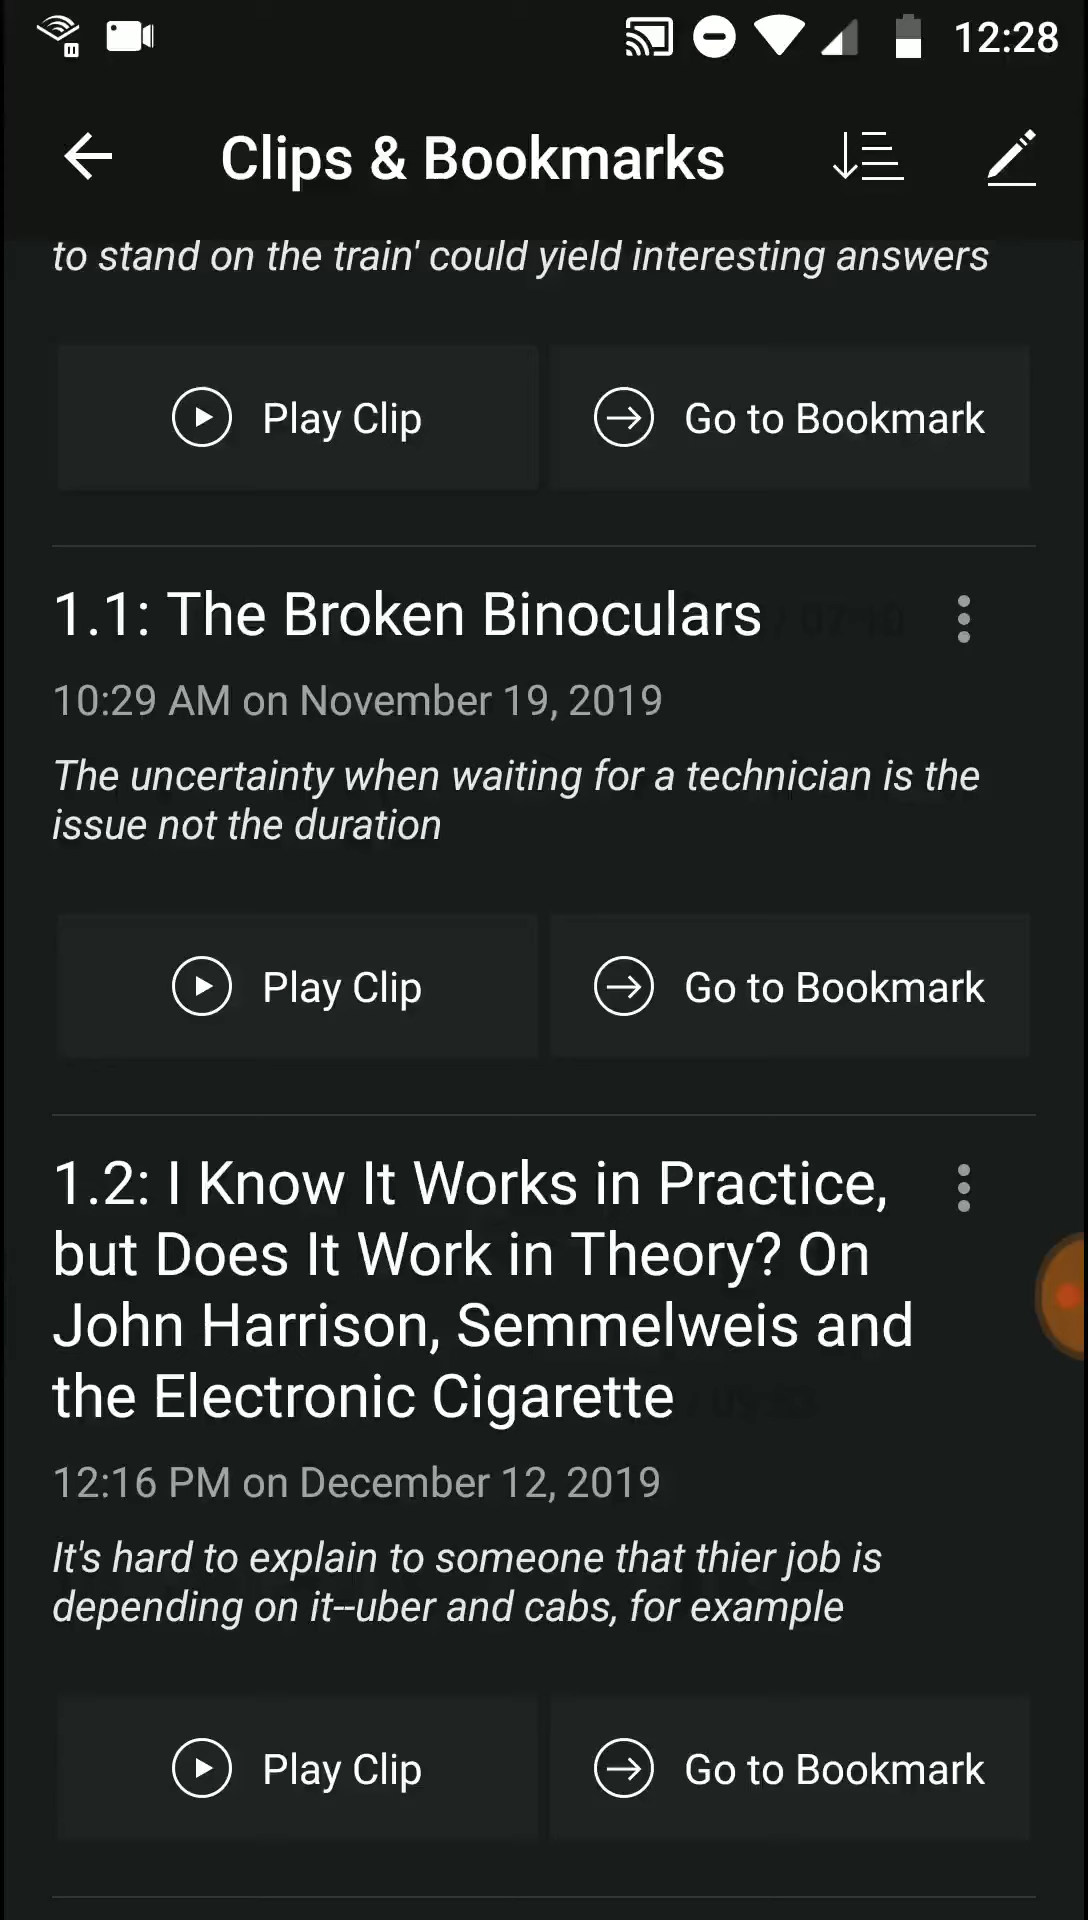 12:28
Clips & Bookmarks
to stand on the train' could yield interesting answers
Play Clip
Go to Bookmark
1.1: The Broken Binoculars
10:29 AM on November 19, 2019
The uncertainty when waiting for a technician is the
issue not the duration
Play Clip
Go to Bookmark
1.2: I Know It Works in Practice,
but Does It Work in Theory? On
John Harrison, Semmelweis and
the Electronic Cigarette
12:16 PM on December 12, 2019
It's hard to explain to someone that thier job is
depending on it--uber and cabs, for example
Play Clip
Go to Bookmark